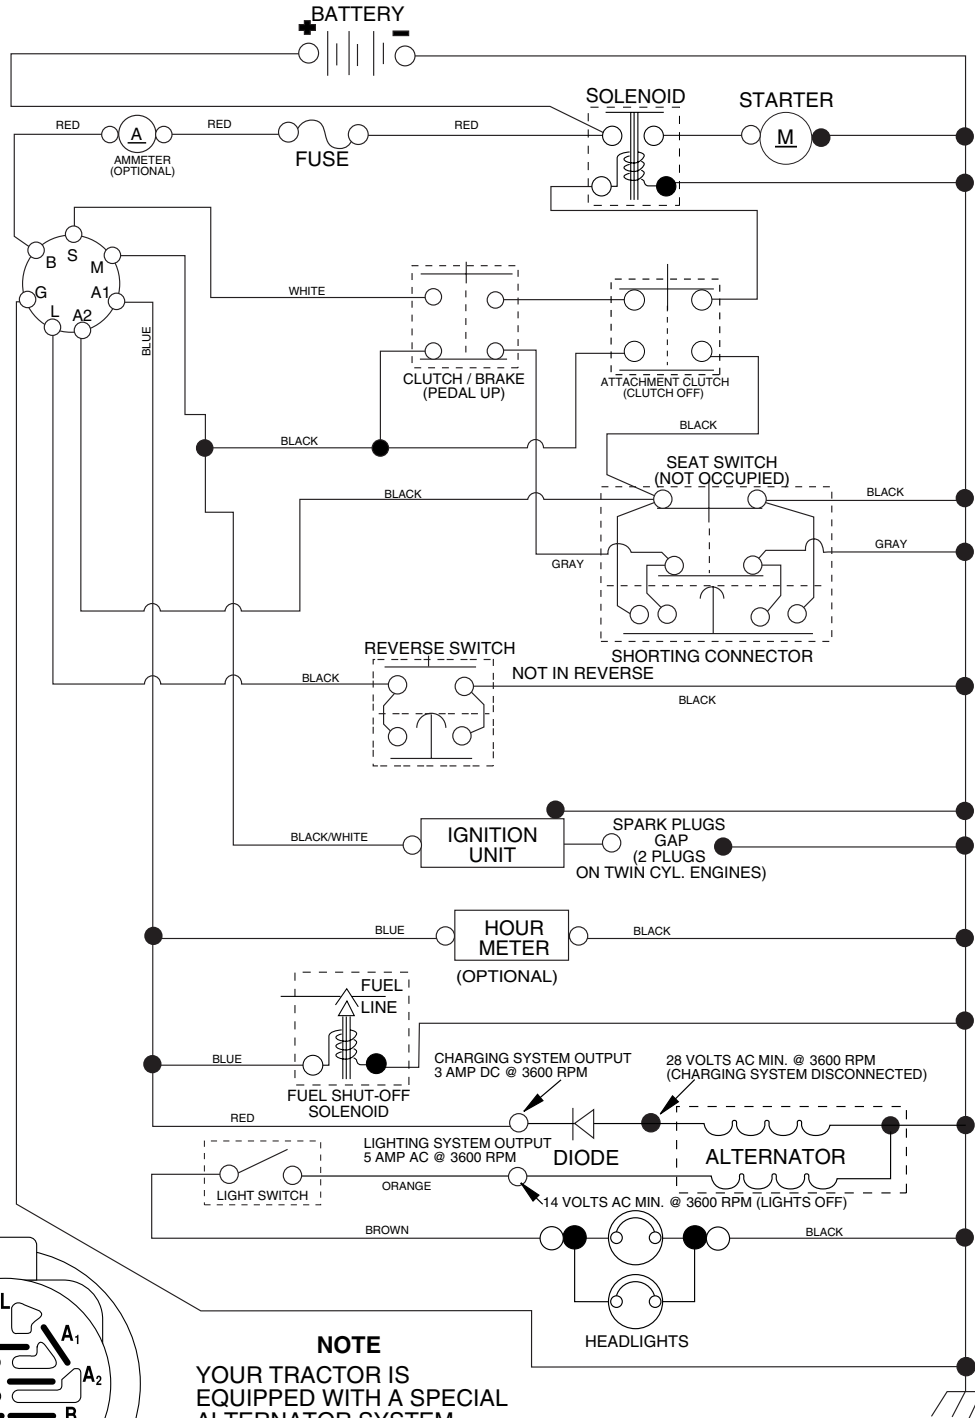 BATTERY
+ -
SOLENOID
STARTER
RED
A
RED
RED
M
AMMETER
(OPTIONAL)
FUSE
B
S
M
G
A1
L
A2
BLUE
WHITE
CLUTCH / BRAKE
(PEDAL UP)
ATTACHMENT CLUTCH
(CLUTCH OFF)
BLACK
BLACK
SEAT SWITCH
(NOT OCCUPIED)
BLACK
BLACK
GRAY
GRAY
SHORTING CONNECTOR
REVERSE SWITCH
NOT IN REVERSE
BLACK
BLACK
BLACK/WHITE
IGNITION
UNIT
SPARK PLUGS
GAP
(2 PLUGS
ON TWIN CYL. ENGINES)
BLUE
HOUR
METER
BLACK
(OPTIONAL)
FUEL
LINE
BLUE
FUEL SHUT-OFF
SOLENOID
CHARGING SYSTEM OUTPUT
3 AMP DC @ 3600 RPM
28 VOLTS AC MIN. @ 3600 RPM
(CHARGING SYSTEM DISCONNECTED)
RED
LIGHTING SYSTEM OUTPUT
5 AMP AC @ 3600 RPM
DIODE
ALTERNATOR
LIGHT SWITCH
ORANGE
14 VOLTS AC MIN. @ 3600 RPM (LIGHTS OFF)
BROWN
BLACK
HEADLIGHTS
L
A1
A2
B
NOTE
YOUR TRACTOR IS
EQUIPPED WITH A SPECIAL
ALTERNATOR SYSTEM